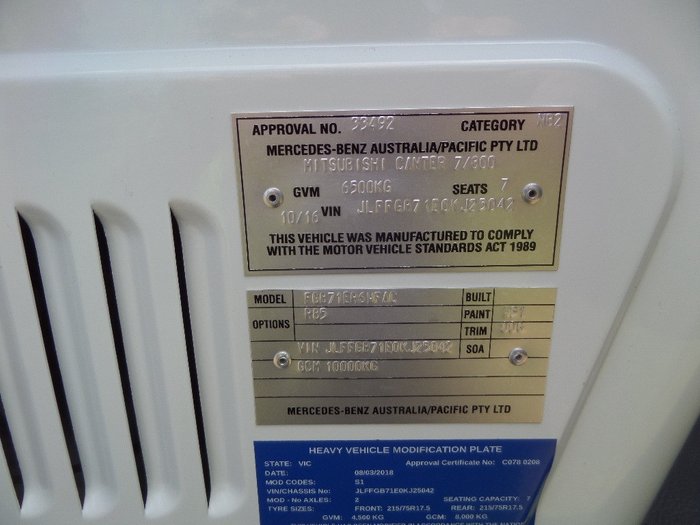 APPROVAL NO. 33492 CATEGORY NB2
MERCEDES-BENZ AUSTRALIA/PACIFIC PTY LTD
MITSUBISHI CANTER 7/800
GVM 6500KG SEATS 7
10/16 VIN JLFFGB71E0KJ25042
THIS VEHICLE WAS MANUFACTURED TO COMPLY
WITH THE MOTOR VEHICLE STANDARDS ACT 1989
MODEL BUILT
OPTIONS R85 PAINT
TRIM
VIN JLFFGB71E0KJ25042 SOA
GCM 10000KG
MERCEDES-BENZ AUSTRALIA/PACIFIC PTY LTD
HEAVY VEHICLE MODIFICATION PLATE
STATE: VIC Approval Certificate No: C078 0208
DATE: 08/03/2018
MOD CODES: S1
VIN/CHASSIS No: JLFFGB71E0KJ25042
MOD - No AXLES: 2 SEATING CAPACITY: 7
TYRE SIZES: FRONT: 215/75R17.5 REAR: 215/75R17.5
GVM: 4,500 KG GCM: 8,000 KG